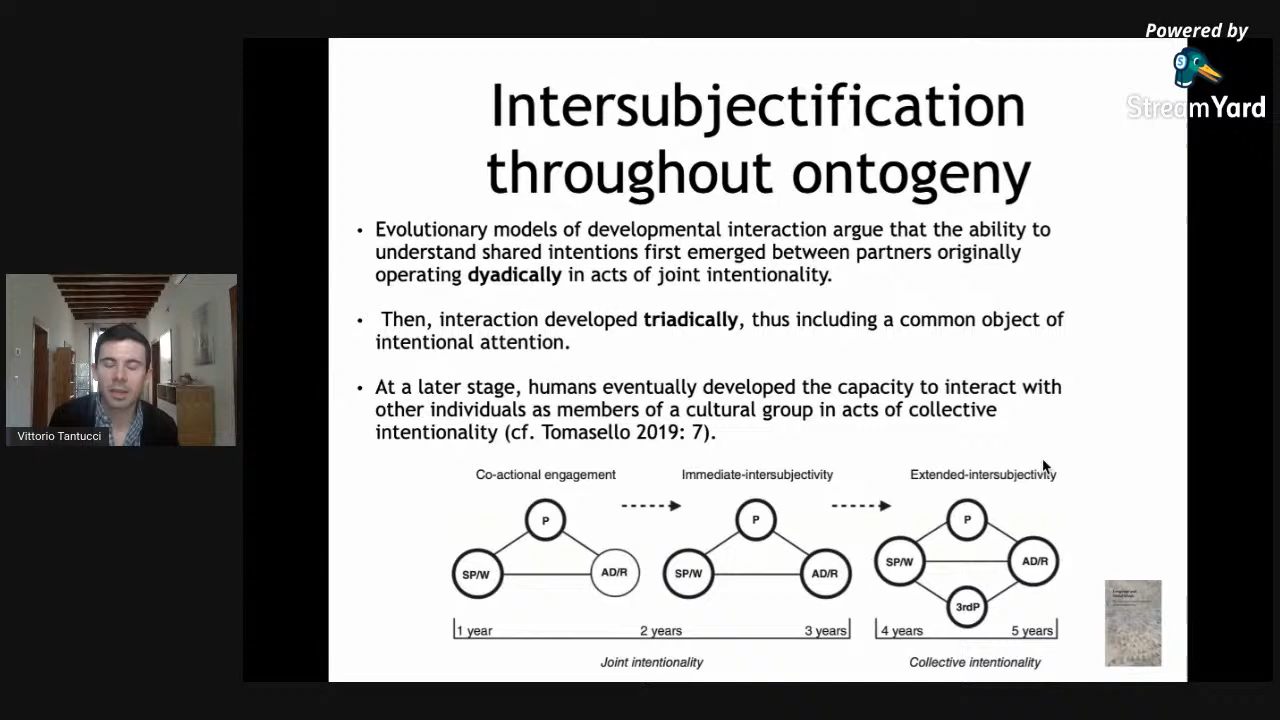 Powered by
StreamYard
Intersubjectification
throughout ontogeny
• Evolutionary models of developmental interaction argue that the ability to
understand shared intentions first emerged between partners originally
operating dyadically in acts of joint intentionality.
• Then, interaction developed triadically, thus including a common object of
intentional attention.
• At a later stage, humans eventually developed the capacity to interact with
other individuals as members of a cultural group in acts of collective
intentionality (cf. Tomasello 2019: 7).
Vittorio Tantucci
Co-actional engagement Immediate-intersubjectivity Extended-intersubjectivity
P P P
SP/W AD/R SP/W AD/R SP/W AD/R
3rdP
1 year 2 years 3 years 4 years 5 years
Joint intentionality Collective intentionality